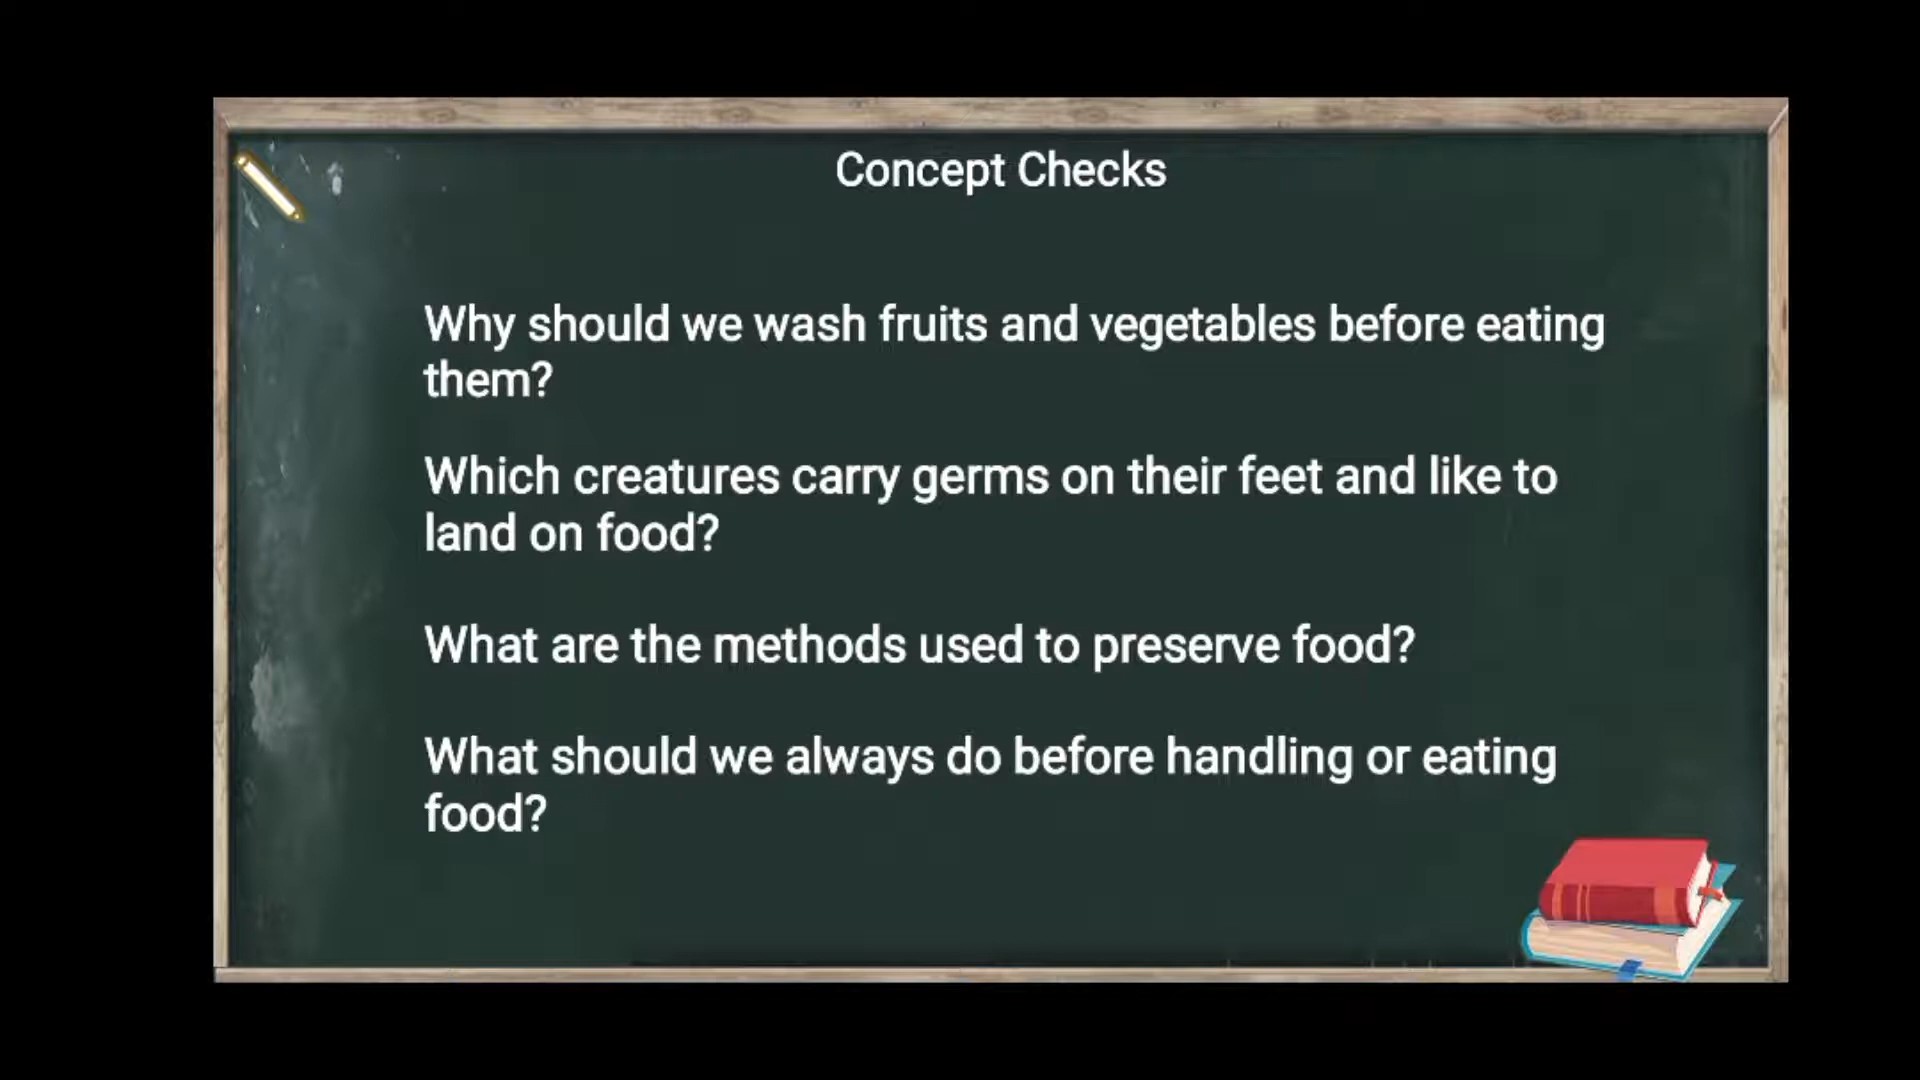 Concept Checks
Why should we wash fruits and vegetables before eating
them?
Which creatures carry germs on their feet and like to
land on food?
What are the methods used to preserve food?
What should we always do before handling or eating
food?